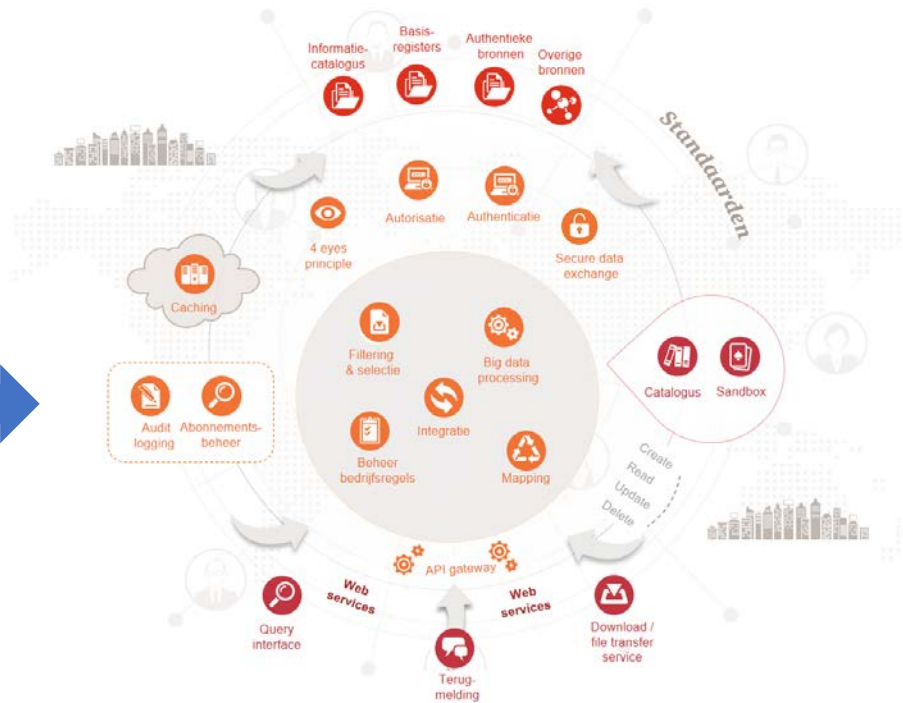 Informatie-
catalogus
Basis-
registers
Authentieke
bronnen
Overige
bronnen
Standaarden
4 eyes
principle
Autorisatie
Authenticatie
Secure data
exchange
Caching
Filtering
& selectie
Big data
processing
Integratie
Beheer
bedrijfsregels
Mapping
Catalogus
Sandbox
Audit
logging
Abonnements-
beheer
Create
Read
Update
Delete
API gateway
Web
services
Web
services
Query
interface
Download /
file transfer
service
Terug-
melding